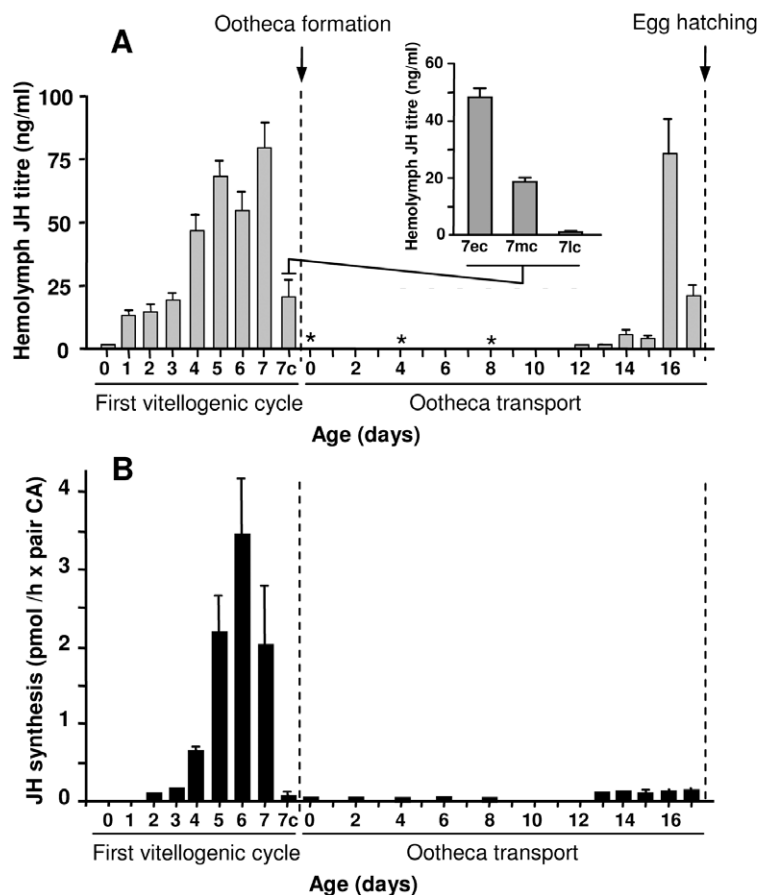 Ootheca formation
Egg hatching
A
Hemolymph JH titre (ng/ml)
100
75
50
25
0
Hemolymph JH titre (ng/ml)
60
40
20
0
7ec 7mc 7lc
* * *
0 1 2 3 4 5 6 7 7c 0 2 4 6 8 10 12 14 16
First vitellogenic cycle Ootheca transport
Age (days)
B
JH synthesis (pmol /h x pair CA)
4
3
2
1
0
0 1 2 3 4 5 6 7 7c 0 2 4 6 8 10 12 14 16
First vitellogenic cycle Ootheca transport
Age (days)